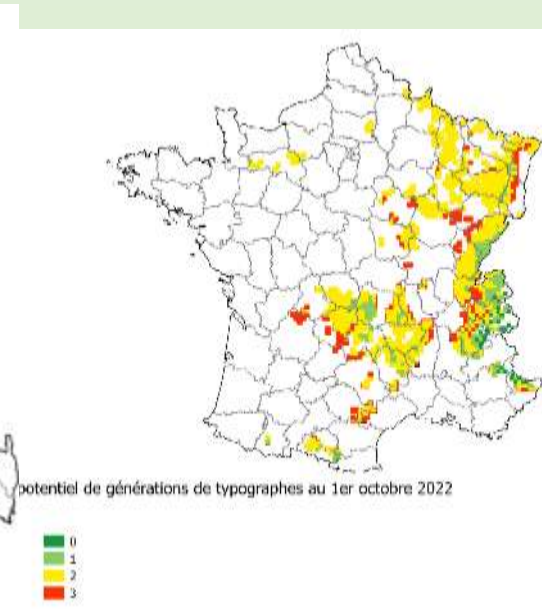 potentiel de générations de typographes au 1er octobre 2022
0
1
2
3